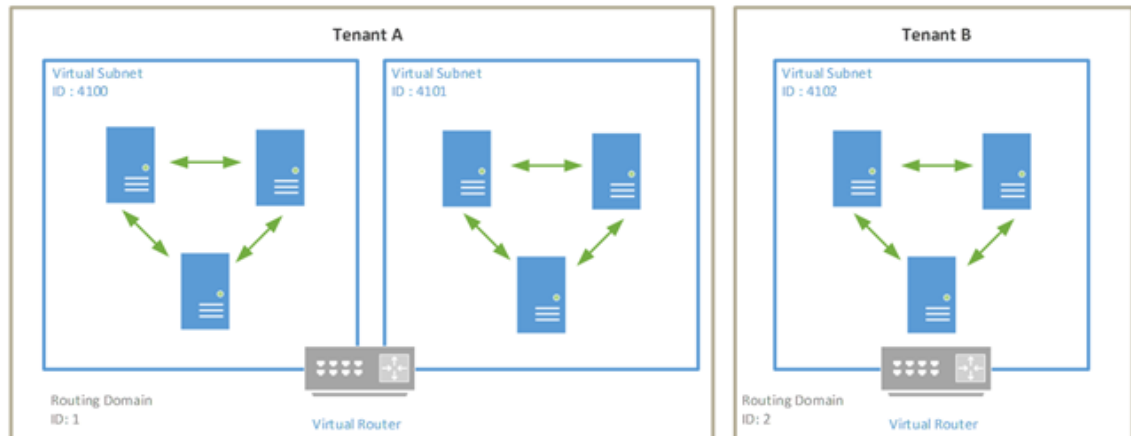 Tenant A
Virtual Subnet
ID : 4100
Virtual Subnet
ID : 4101
Routing Domain
ID: 1
Virtual Router
Tenant B
Virtual Subnet
ID : 4102
Routing Domain
ID: 2
Virtual Router